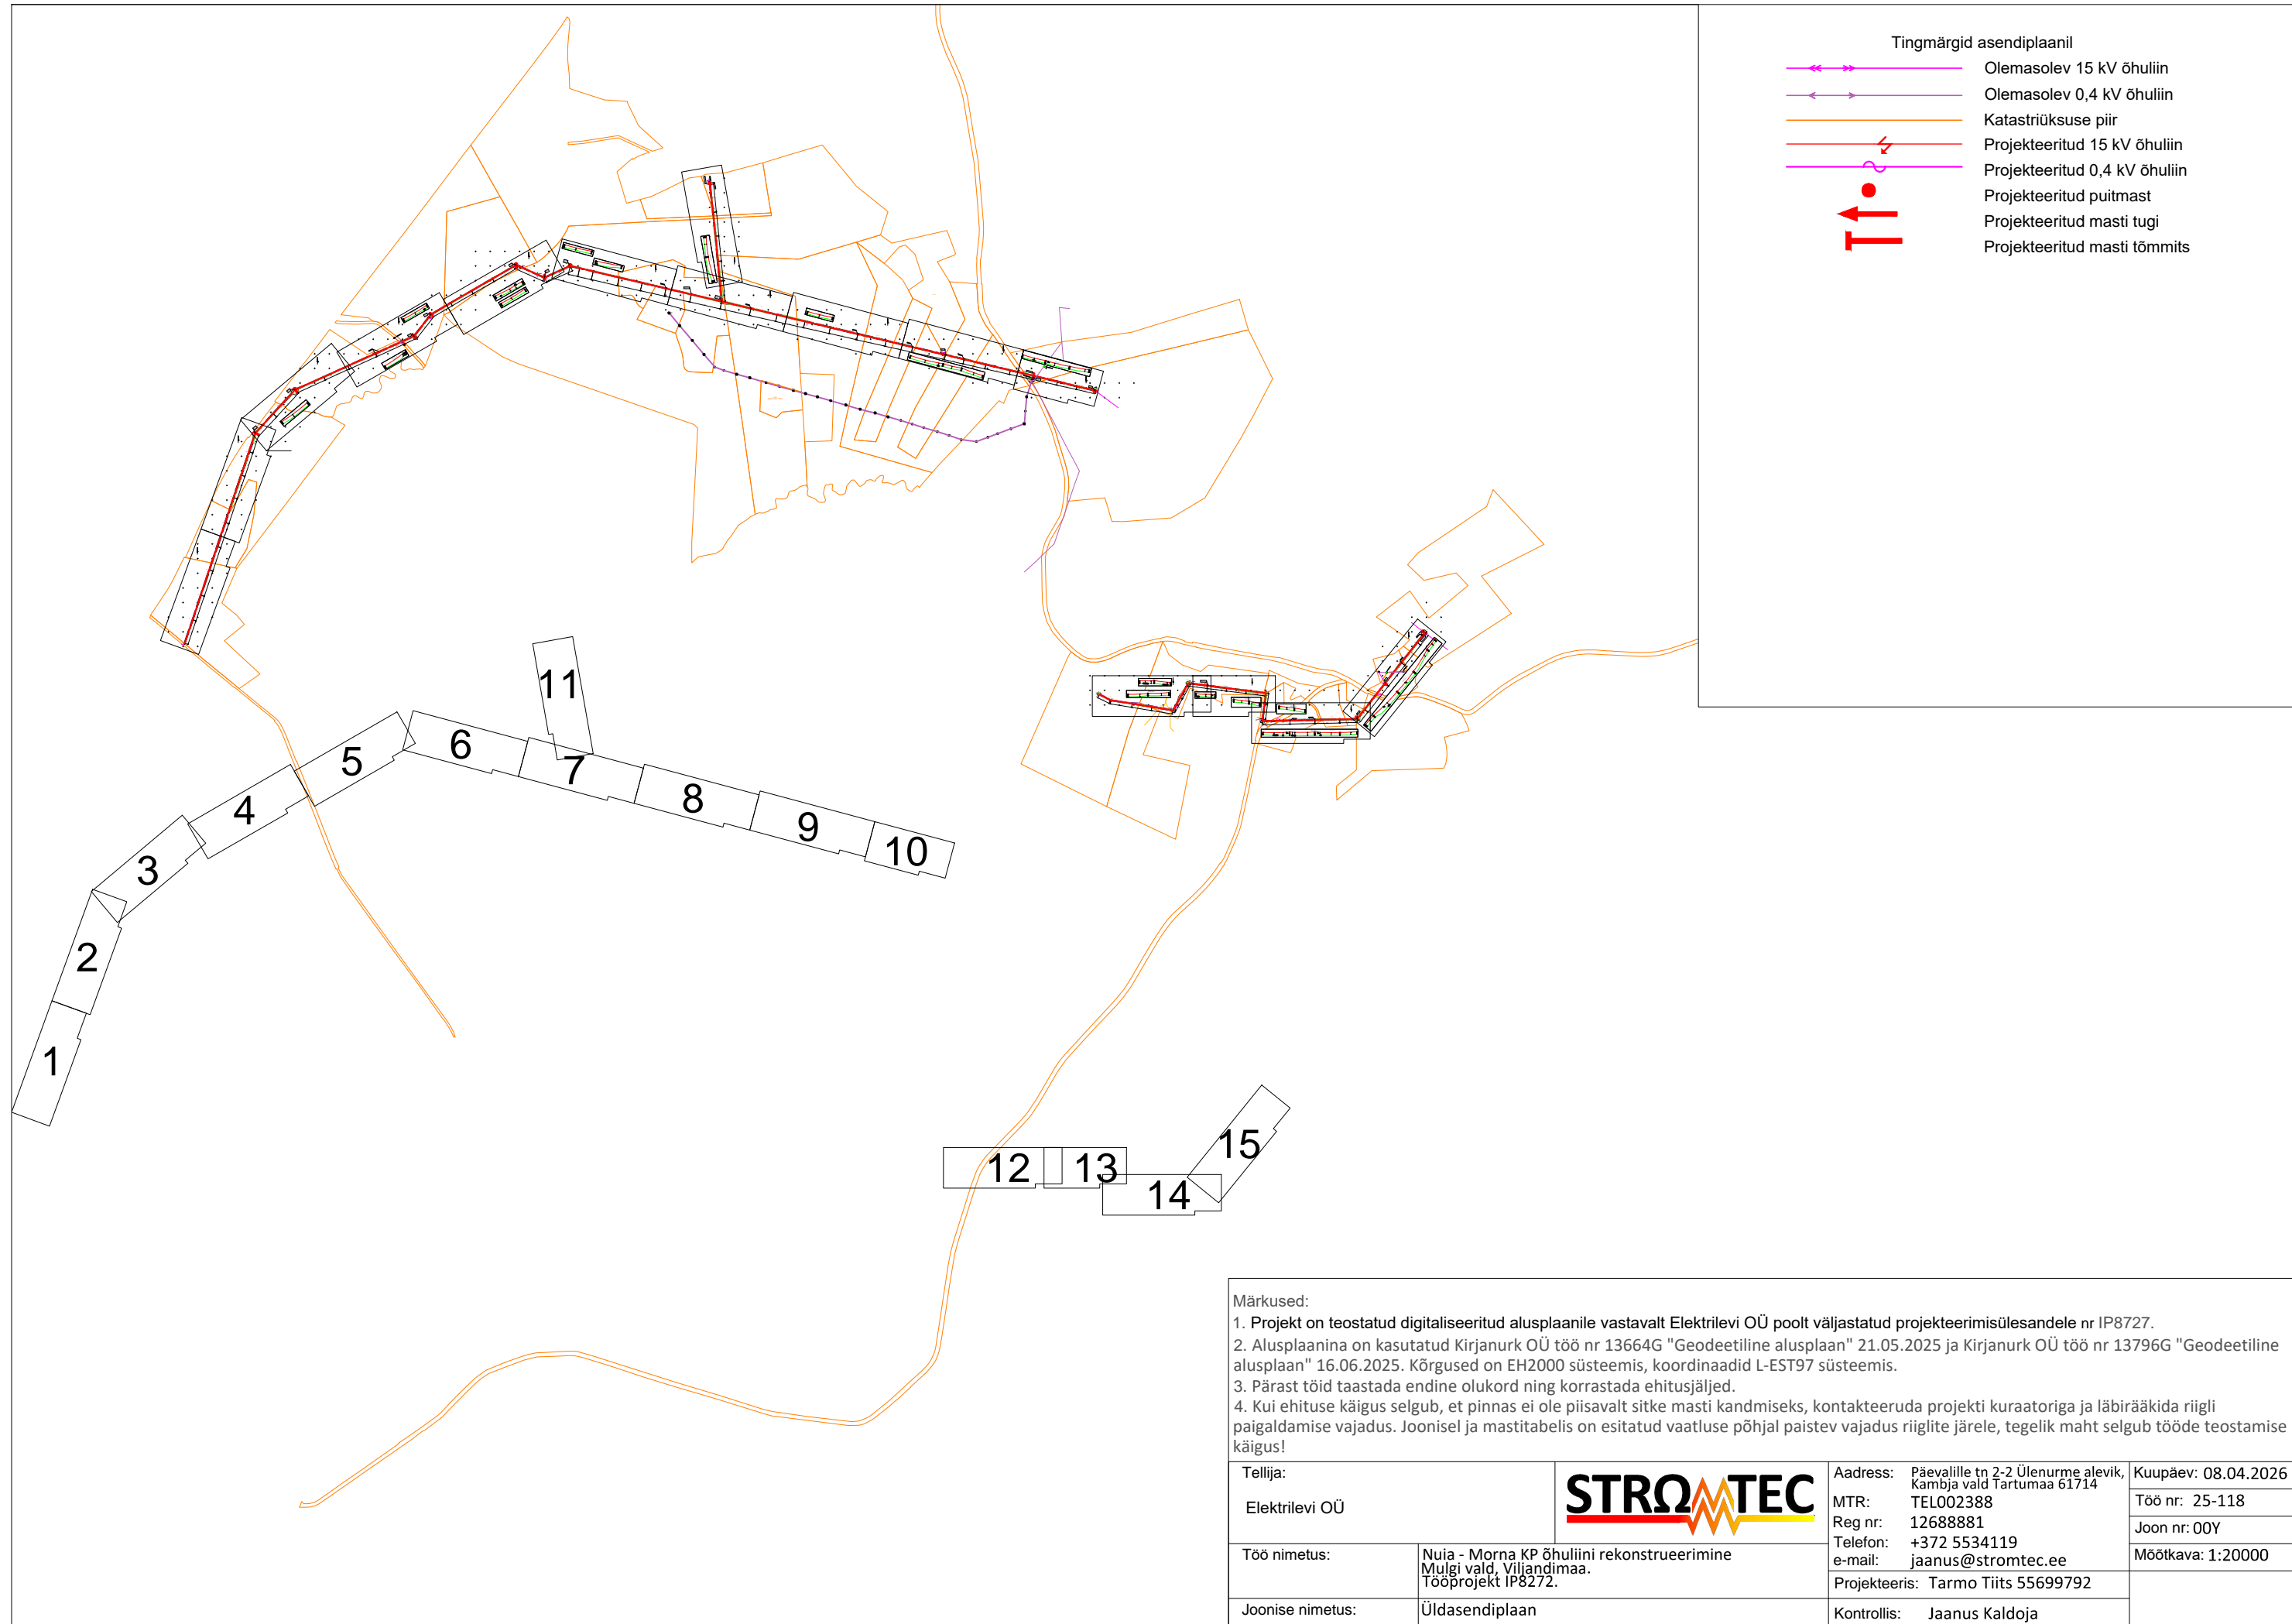 Tingmärgid asendiplaanil
Olemasolev 15 kV õhuliin
Olemasolev 0,4 kV õhuliin
Katastriüksuse piir
Projekteeritud 15 kV õhuliin
Projekteeritud 0,4 kV õhuliin
Projekteeritud puitmast
Projekteeritud masti tugi
Projekteeritud masti tõmmits
11
6
5
7
4
8
9
10
3
2
1
12
13
14
15
Märkused:
1. Projekt on teostatud digitaliseeritud alusplaanile vastavalt Elektrilevi OÜ poolt väljastatud projekteerimisülesandele nr IP8727.
2. Alusplaanina on kasutatud Kirjanurk OÜ töö nr 13664G "Geodeetiline alusplaan" 21.05.2025 ja Kirjanurk OÜ töö nr 13796G "Geodeetiline
alusplaan" 16.06.2025. Kõrgused on EH2000 süsteemis, koordinaadid L-EST97 süsteemis.
3. Pärast töid taastada endine olukord ning korrastada ehitusjäljed.
4. Kui ehituse käigus selgub, et pinnas ei ole piisavalt sitke masti kandmiseks, kontakteeruda projekti kuraatoriga ja läbirääkida riigli
paigaldamise vajadus. Joonisel ja mastitabelis on esitatud vaatluse põhjal paistev vajadus riiglite järele, tegelik maht selgub tööde teostamise
käigus!
Tellija:
Elektrilevi OÜ
STRΩMTEC
Aadress: Päevalille tn 2-2 Ülenurme alevik,
Kambja vald Tartumaa 61714
MTR: TEL002388
Reg nr: 12688881
Telefon: +372 5534119
e-mail: jaanus@stromtec.ee
Kuupäev: 08.04.2026
Töö nr: 25-118
Joon nr: 00Y
Mõõtkava: 1:20000
Töö nimetus:
Nuia - Morna KP õhuliini rekonstrueerimine
Mulgi vald, Viljandimaa.
Tööprojekt IP8272.
Projekteeris: Tarmo Tiits 55699792
Joonise nimetus: Üldasendiplaan
Kontrollis: Jaanus Kaldoja